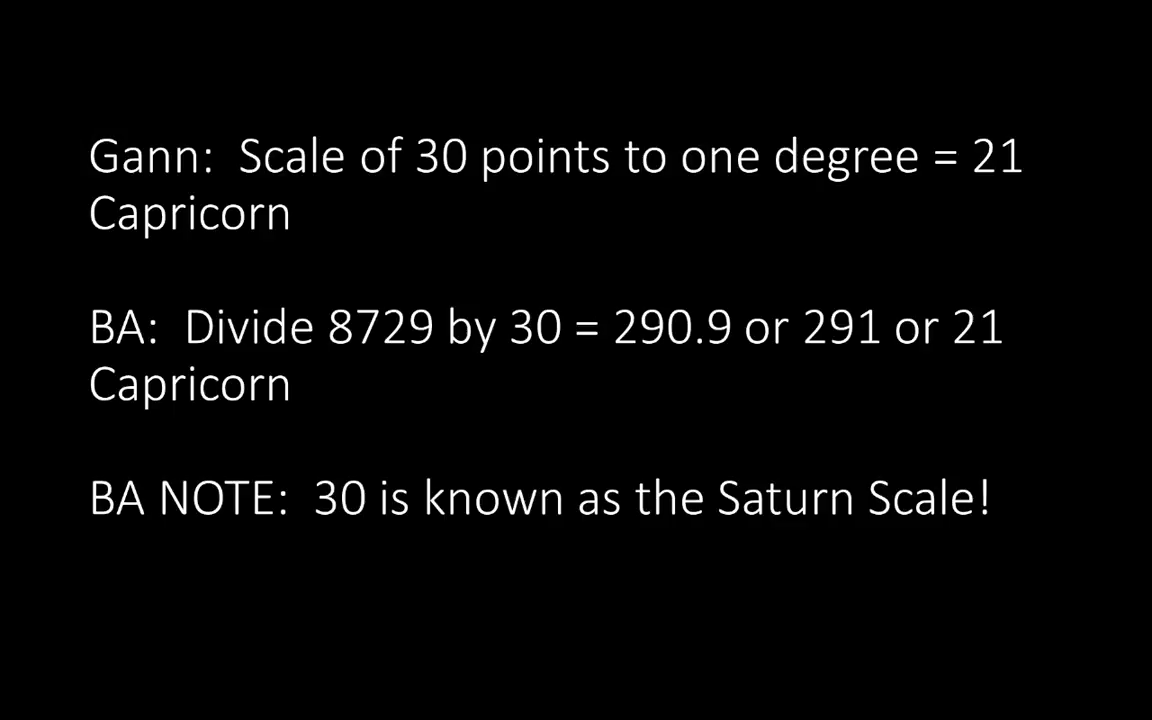 Gann:  Scale of 30 points to one degree = 21
Capricorn
BA:  Divide 8729 by 30 = 290.9 or 291 or 21
Capricorn
BA NOTE:  30 is known as the Saturn Scale!